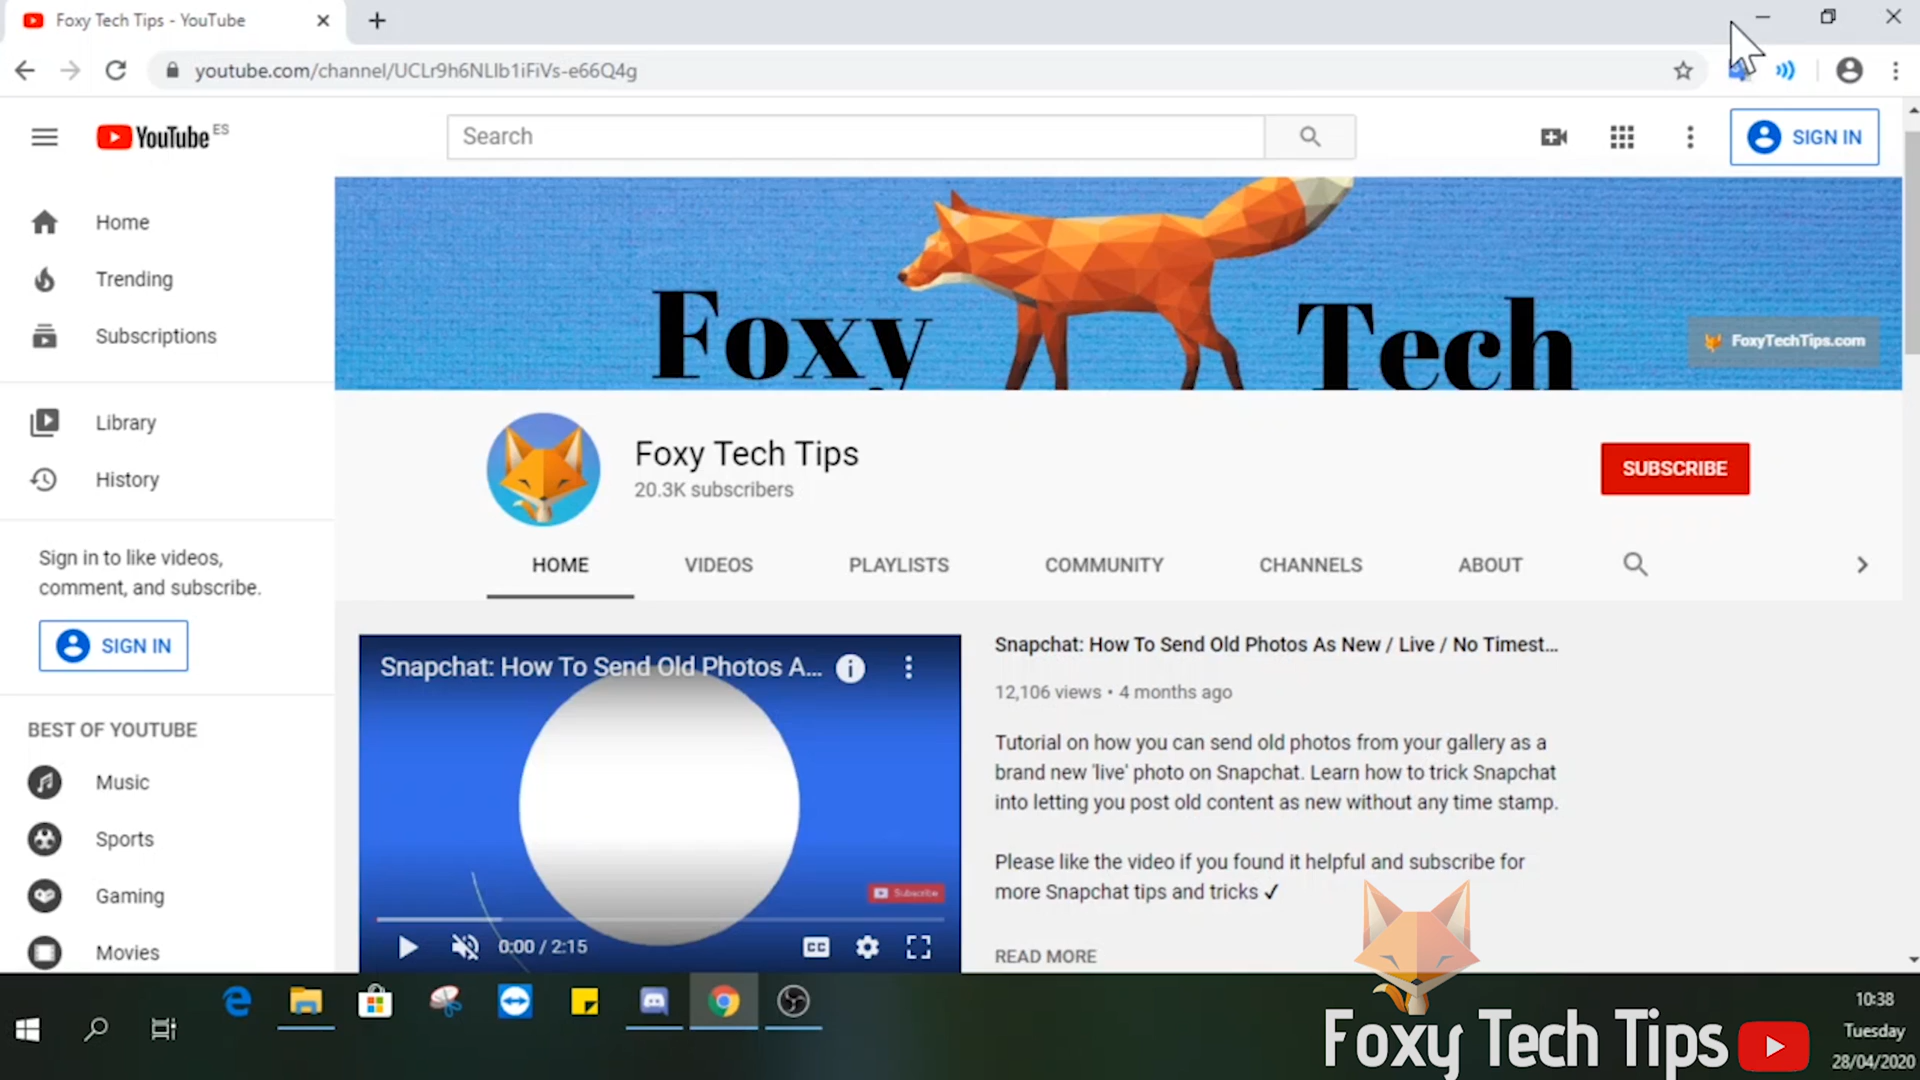 Foxy Tech Tips - YouTube
youtube.com/channel/UCLr9h6NLIb1iFiVs-e66Q4g
YouTube ES
Search
SIGN IN
Home
Trending
Subscriptions
Library
History
Sign in to like videos,
comment, and subscribe.
SIGN IN
BEST OF YOUTUBE
Music
Sports
Gaming
Movies
Foxy Tech
FoxyTechTips.com
Foxy Tech Tips
20.3K subscribers
SUBSCRIBE
HOME VIDEOS PLAYLISTS COMMUNITY CHANNELS ABOUT
Snapchat: How To Send Old Photos A...
Subscribe
0:00 / 2:15
CC
Snapchat: How To Send Old Photos As New / Live / No Timest...
12,106 views • 4 months ago
Tutorial on how you can send old photos from your gallery as a
brand new 'live' photo on Snapchat. Learn how to trick Snapchat
into letting you post old content as new without any time stamp.
Please like the video if you found it helpful and subscribe for
more Snapchat tips and tricks ✓
READ MORE
Foxy Tech Tips
10:38
Tuesday
28/04/2020